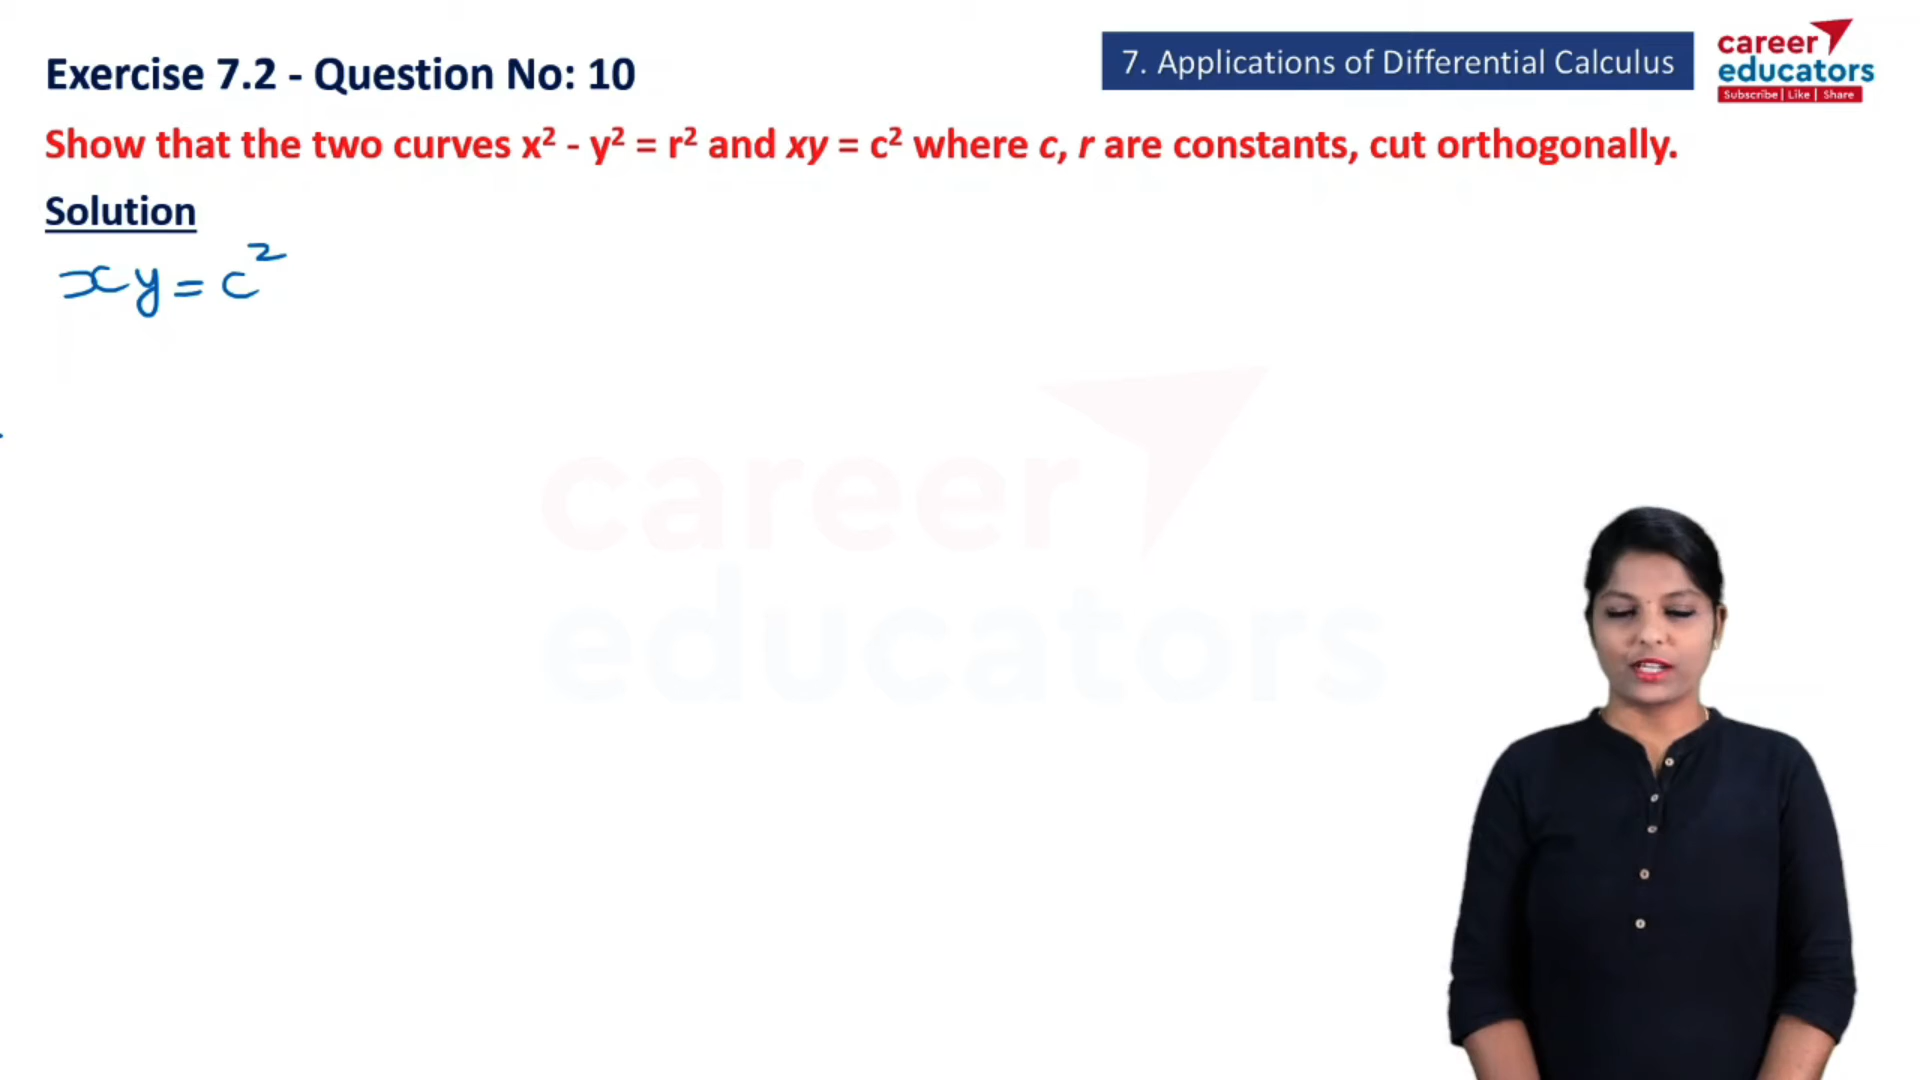 Exercise 7.2 - Question No: 10
7. Applications of Differential Calculus
career
educators
Subscribe | Like | Share
Show that the two curves x² - y² = r² and xy = c² where c, r are constants, cut orthogonally.
Solution
xy = c²
career
educators